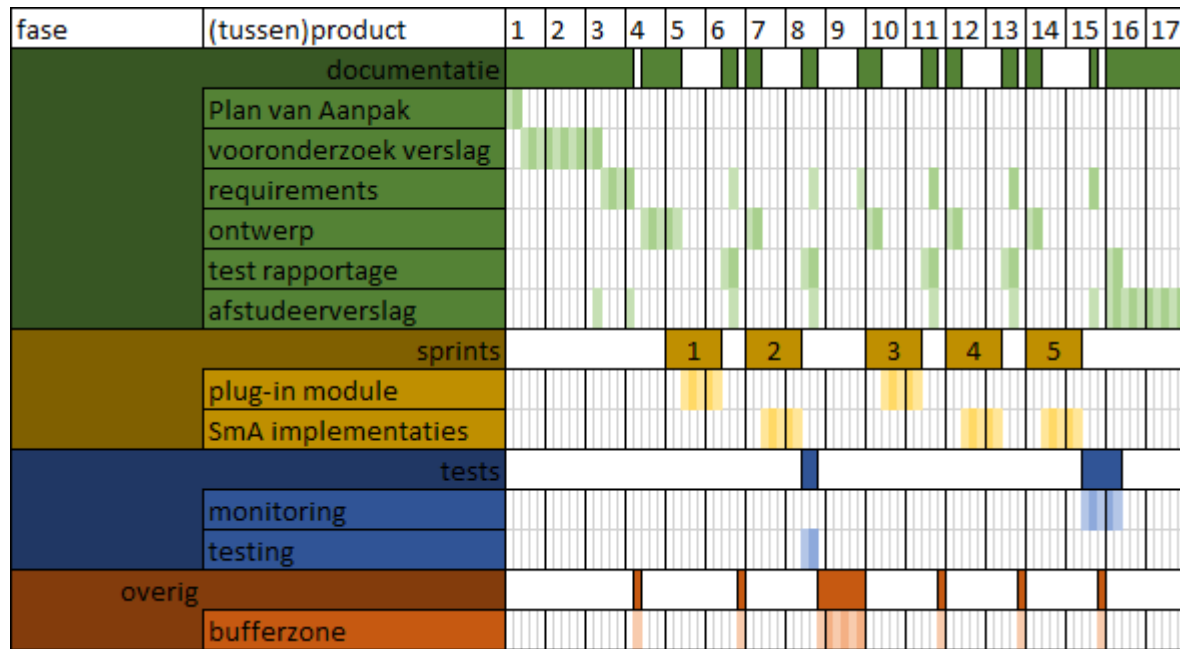 fase (tussen)product 1 2 3 4 5 6 7 8 9 10 11 12 13 14 15 16 17
documentatie
Plan van Aanpak
vooronderzoek verslag
requirements
ontwerp
test rapportage
afstudeerverslag
sprints 1 2 3 4 5
plug-in module
SmA implementaties
tests
monitoring
testing
overig
bufferzone